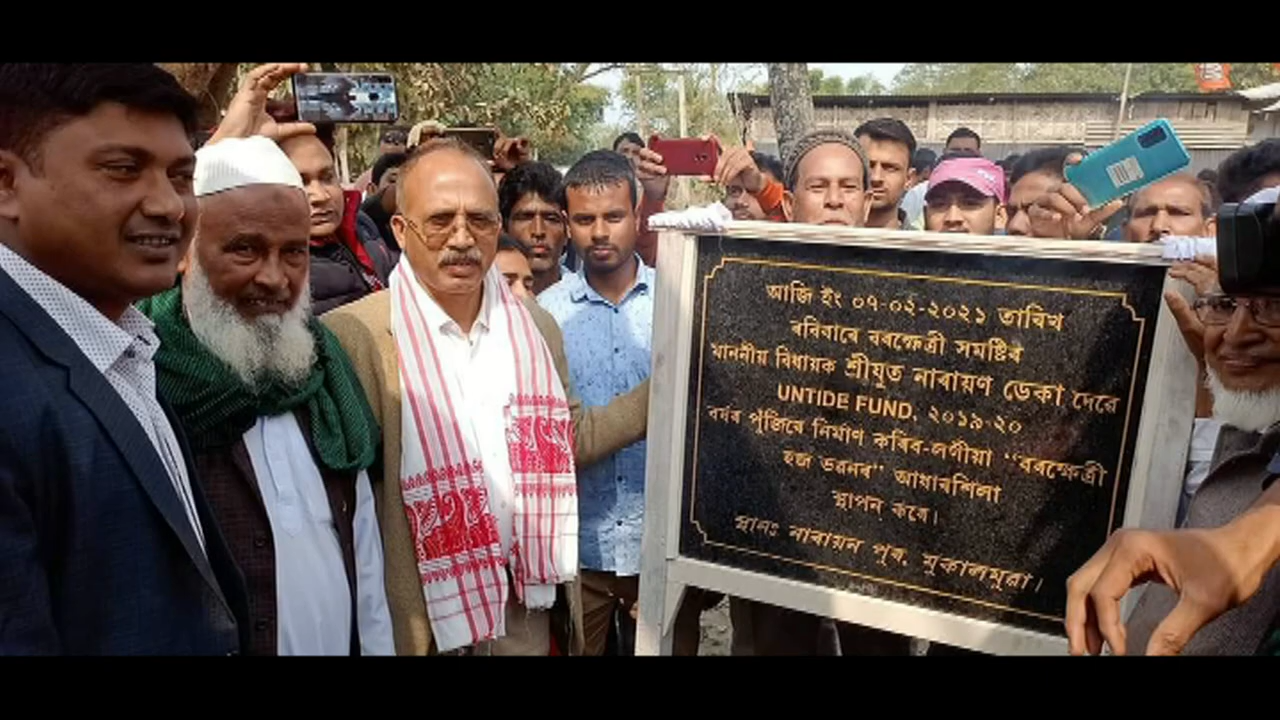 আজি ইং ০৭-০২-২০২১ তাৰিখ
ৰবিবাৰে বৰক্ষেত্ৰী সমষ্টিৰ
মাননীয় বিধায়ক শ্ৰীযুত নাৰায়ণ ডেকা দেৱে
UNTIDE FUND, ২০১৯-২০
বৰ্ষৰ পুঁজিৰে নিৰ্মাণ কৰিব-লগীয়া "বৰক্ষেত্ৰী
হজ ভৱনৰ" আধাৰশিলা
স্থাপন কৰে।
স্থানঃ নাৰায়ন পুৰ, মুকালমুৱা।